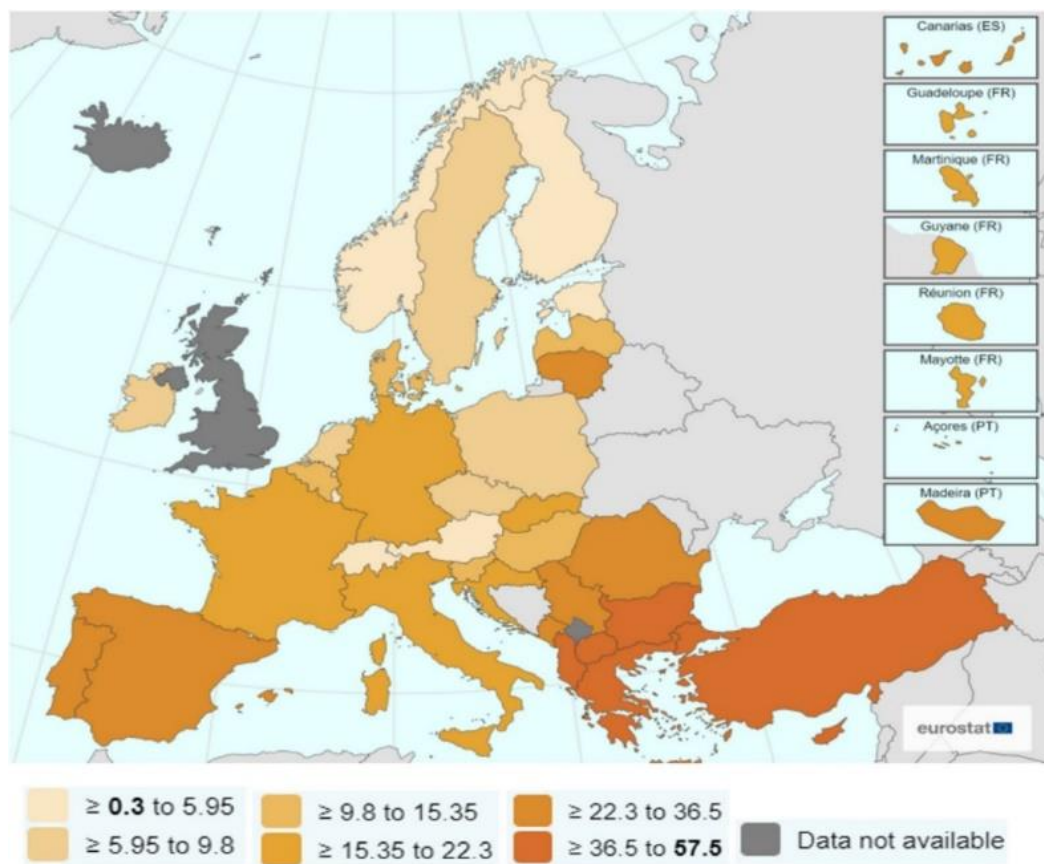 Canarias (ES)
Guadeloupe (FR)
Martinique (FR)
Guyane (FR)
Réunion (FR)
Mayotte (FR)
Açores (PT)
Madeira (PT)
eurostat
≥ 0.3 to 5.95
≥ 9.8 to 15.35
≥ 22.3 to 36.5
≥ 5.95 to 9.8
≥ 15.35 to 22.3
≥ 36.5 to 57.5
Data not available